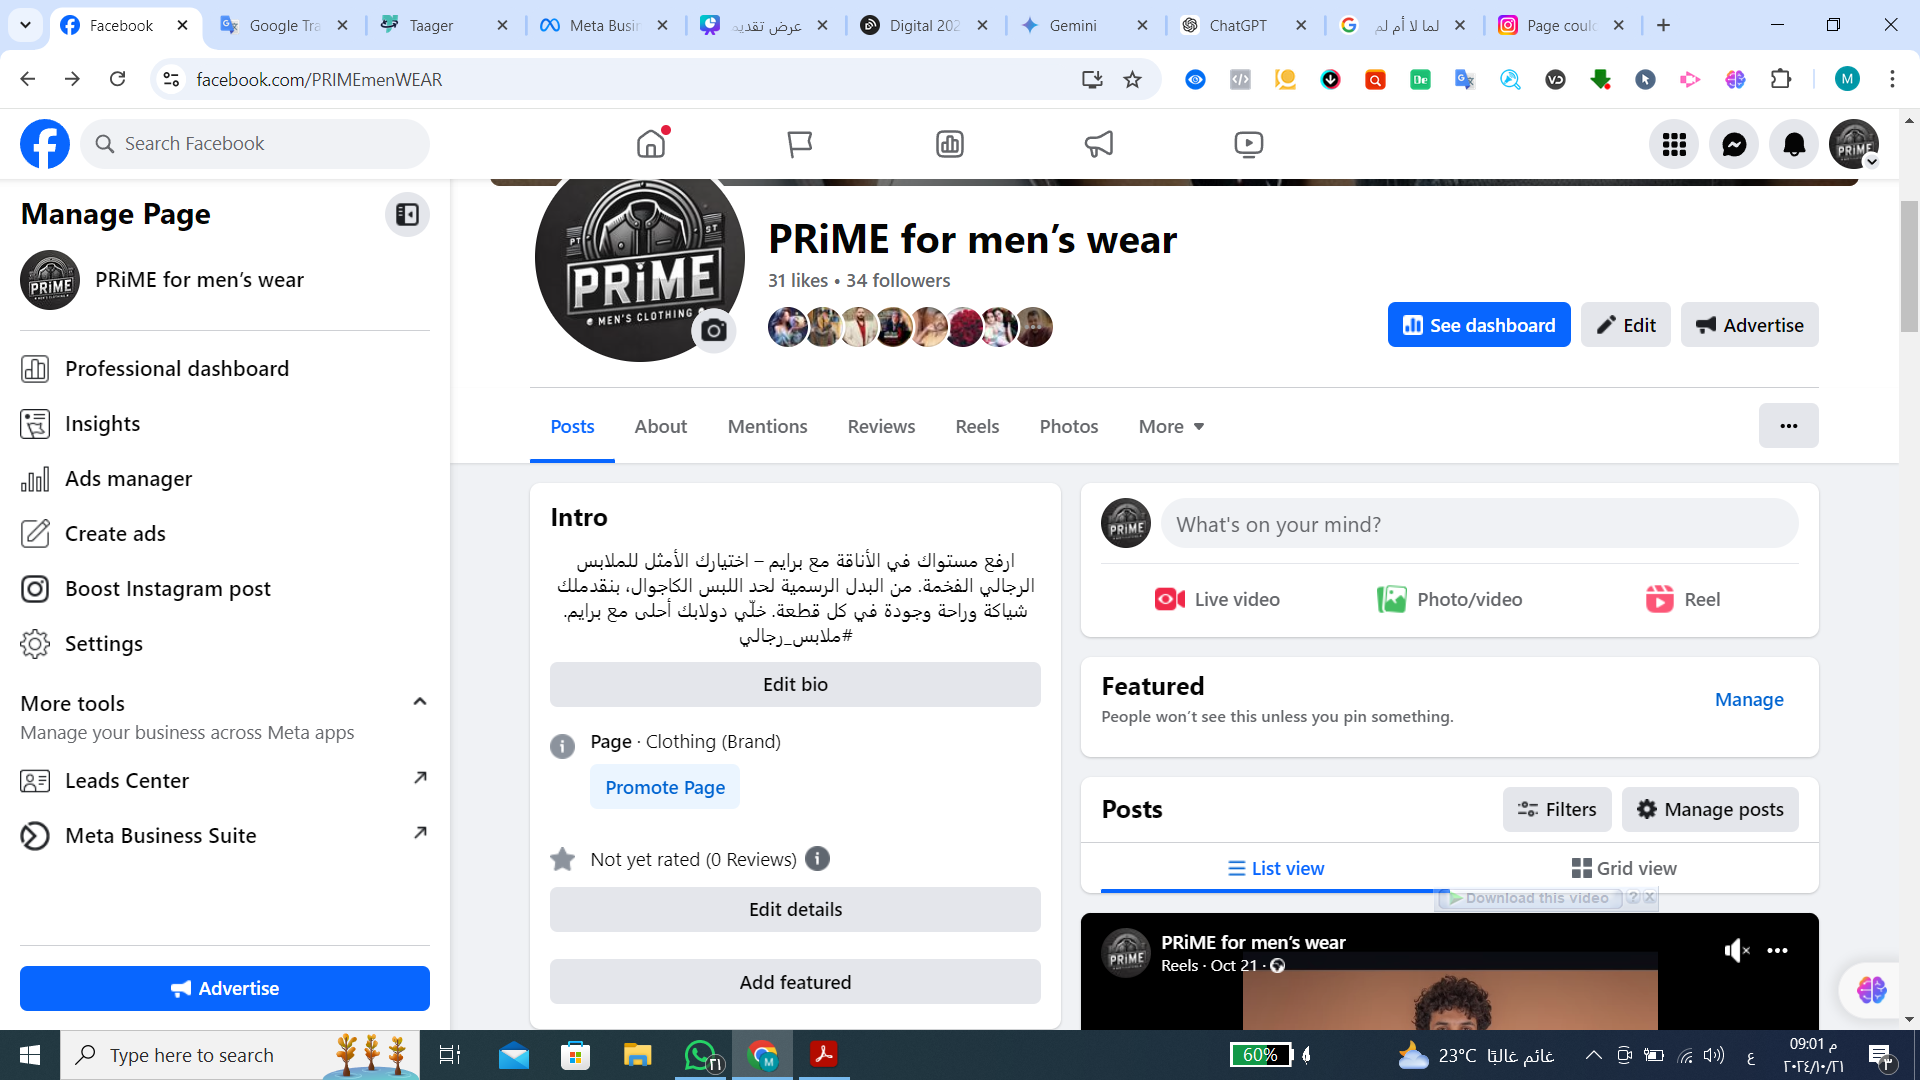 Facebook
Google Tra
Taager
Meta Busin
عرض تقديم
Digital 202
Gemini
ChatGPT
لما لا أم لم
Page could
facebook.com/PRIMEmenWEAR
M
Search Facebook
Manage Page
PRiME for men’s wear
Professional dashboard
Insights
Ads manager
Create ads
Boost Instagram post
Settings
More tools
Manage your business across Meta apps
Leads Center
Meta Business Suite
Advertise
PT
ST
PRiME
• MEN'S CLOTHING •
PRiME for men’s wear
31 likes • 34 followers
See dashboard
Edit
Advertise
Posts
About
Mentions
Reviews
Reels
Photos
More
Intro
ارفع مستواك في الأناقة مع برايم – اختيارك الأمثل للملابس
الرجالي الفخمة. من البدل الرسمية لحد اللبس الكاجوال، بنقدملك
شياكة وراحة وجودة في كل قطعة. خلّي دولابك أحلى مع برايم.
#ملابس_رجالي
Edit bio
Page · Clothing (Brand)
Promote Page
Not yet rated (0 Reviews)
Edit details
Add featured
What's on your mind?
Live video
Photo/video
Reel
Featured
People won’t see this unless you pin something.
Manage
Posts
Filters
Manage posts
List view
Grid view
Download this video
PRiME for men’s wear
Reels · Oct 21 ·
Type here to search
٢١
M
60%
23°C غائم غالبًا
ع
09:01 م
٢٠٢٤/١٠/٢١
٣